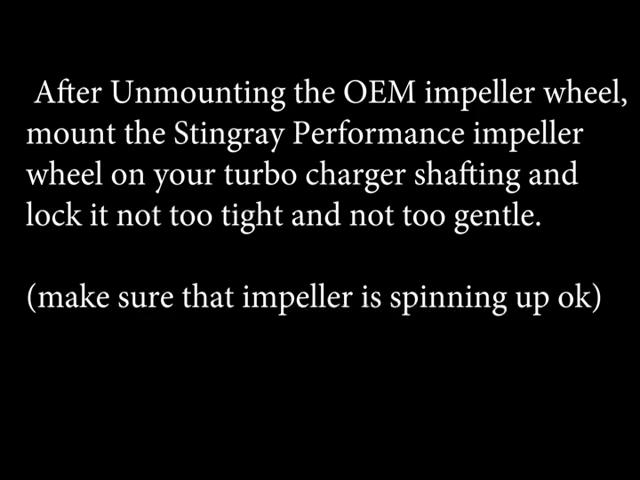 After Unmounting the OEM impeller wheel,
mount the Stingray Performance impeller
wheel on your turbo charger shafting and
lock it not too tight and not too gentle.
(make sure that impeller is spinning up ok)